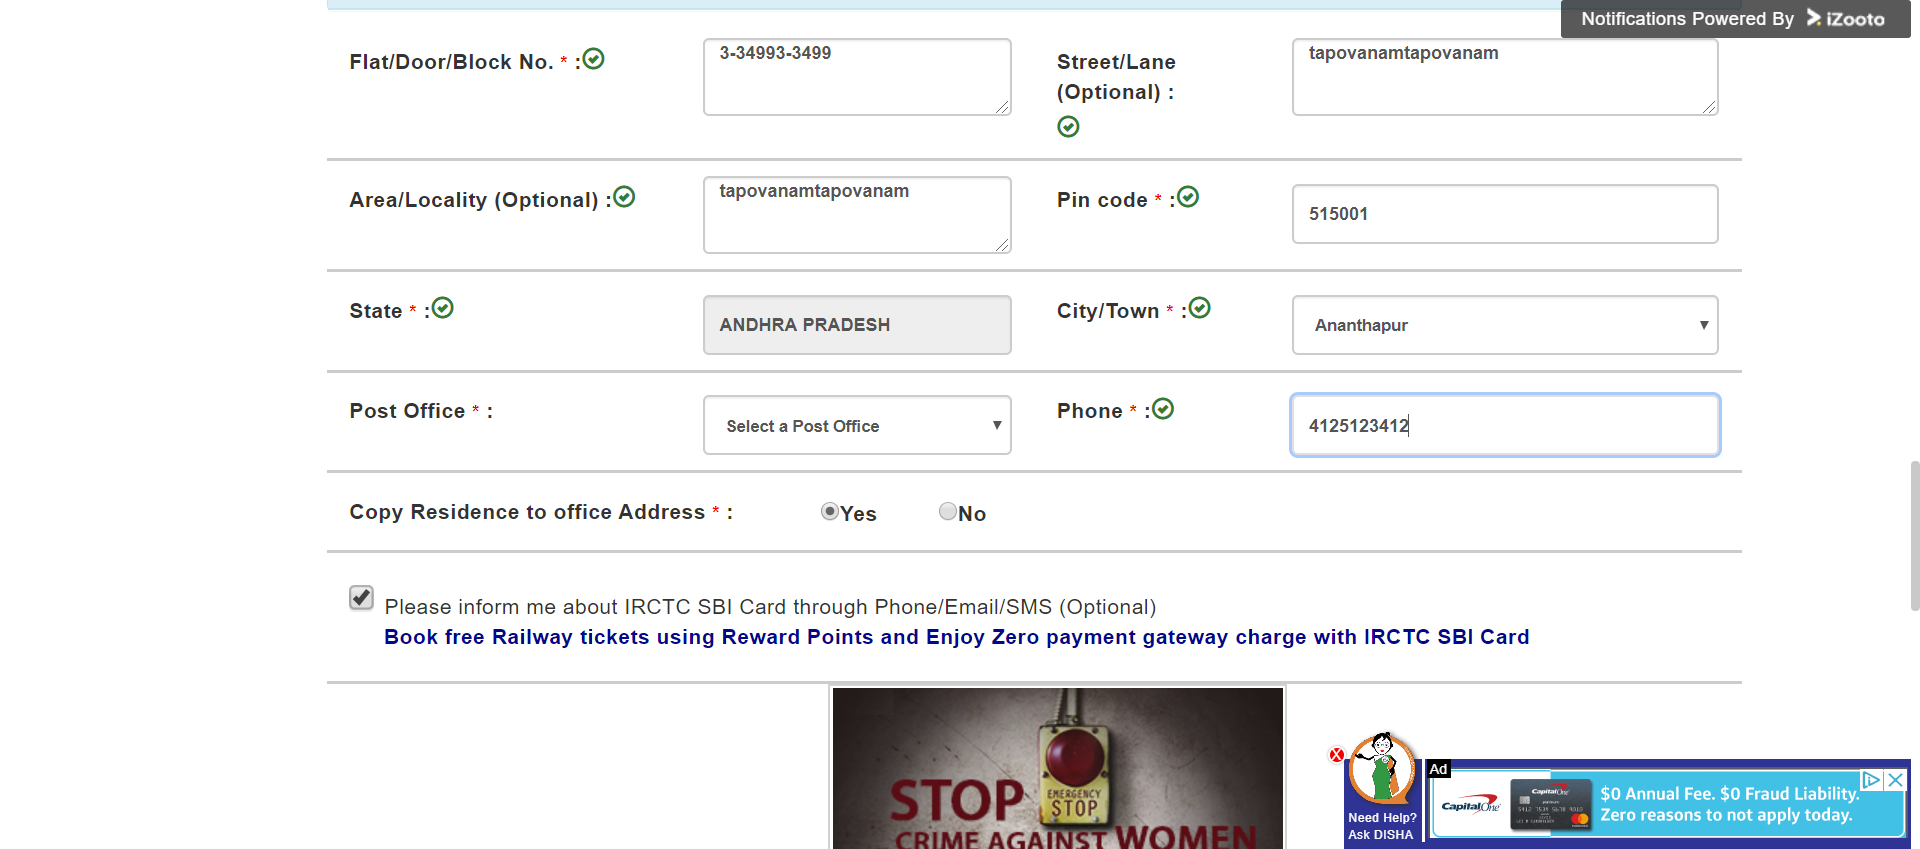 Notifications Powered By iZooto
Flat/Door/Block No. * :
3-34993-3499
Street/Lane
(Optional) :
tapovanamtapovanam
Area/Locality (Optional) :
tapovanamtapovanam
Pin code * :
515001
State * :
ANDHRA PRADESH
City/Town * :
Ananthapur
Post Office * :
Select a Post Office
Phone * :
4125123412
Copy Residence to office Address * :
Yes
No
Please inform me about IRCTC SBI Card through Phone/Email/SMS (Optional)
Book free Railway tickets using Reward Points and Enjoy Zero payment gateway charge with IRCTC SBI Card
STOP
EMERGENCY
STOP
CRIME AGAINST WOMEN
X
Need Help?
Ask DISHA
Ad
Capital One
Capital One
$0 Annual Fee. $0 Fraud Liability.
Zero reasons to not apply today.